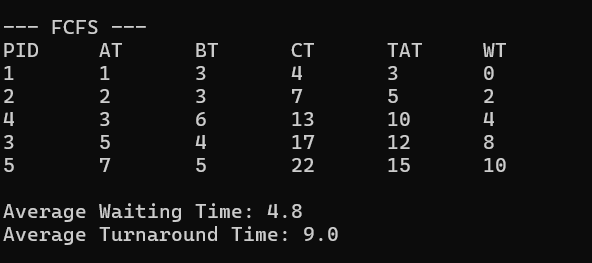 --- FCFS ---
PID AT BT CT TAT WT
1 1 3 4 3 0
2 2 3 7 5 2
4 3 6 13 10 4
3 5 4 17 12 8
5 7 5 22 15 10
Average Waiting Time: 4.8
Average Turnaround Time: 9.0